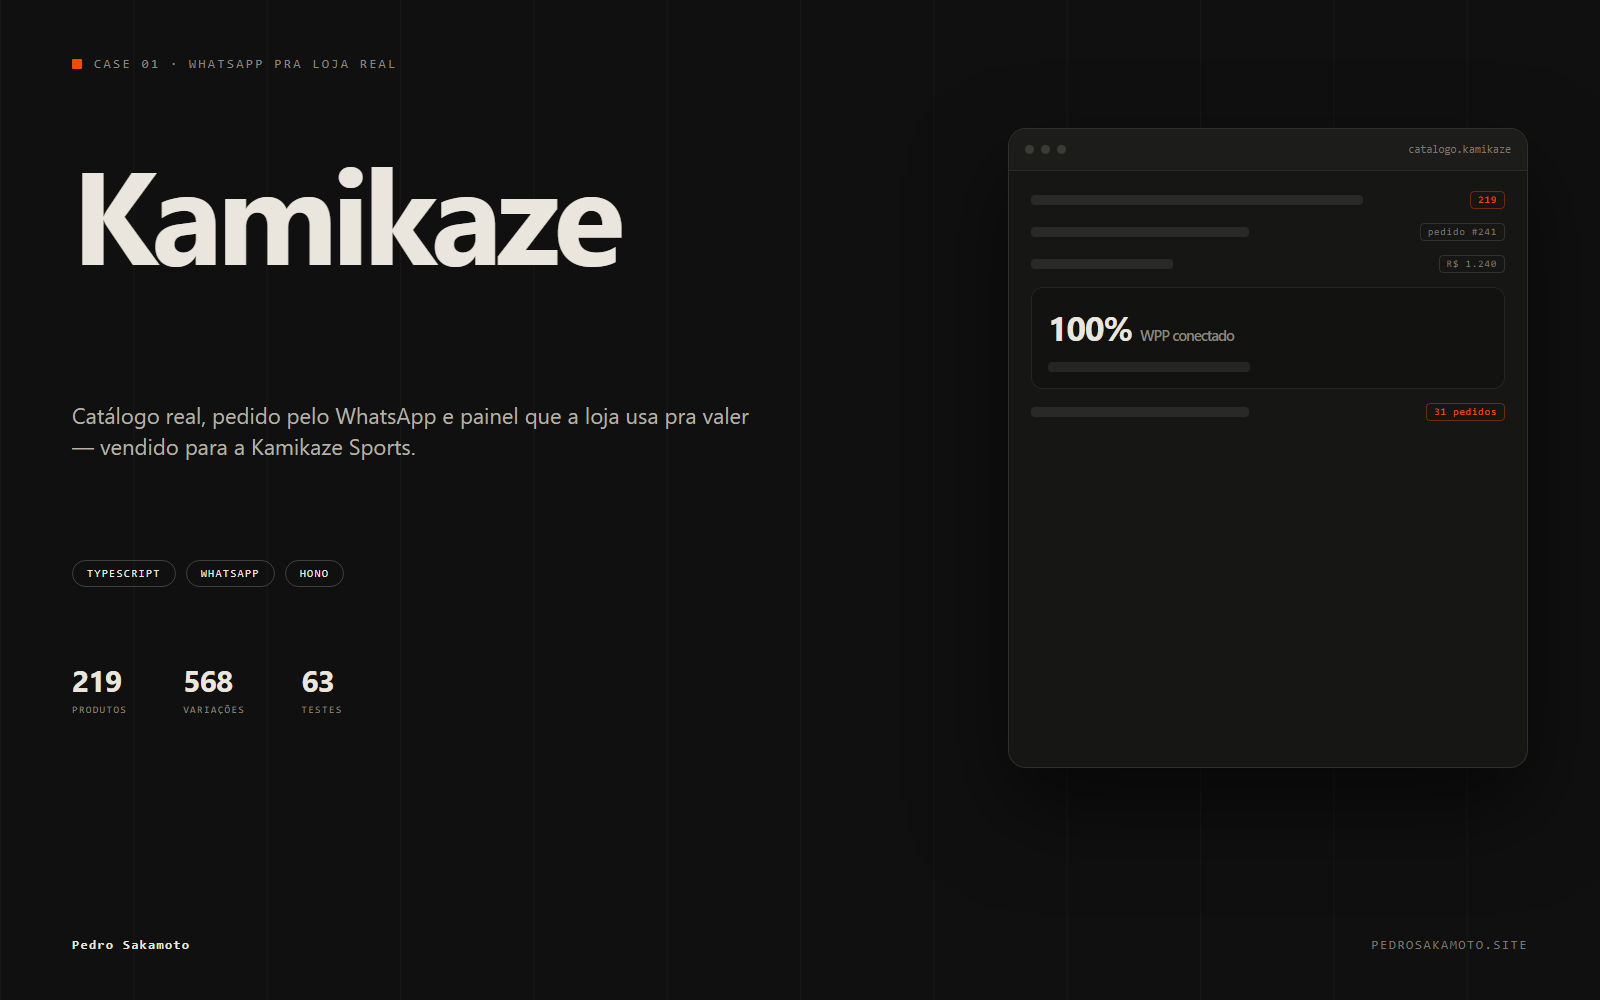 CASE 01 · WHATSAPP PRA LOJA REAL
Kamikaze
Catálogo real, pedido pelo WhatsApp e painel que a loja usa pra valer
— vendido para a Kamikaze Sports.
TYPESCRIPT WHATSAPP HONO
219 568 63
PRODUTOS VARIAÇÕES TESTES
catalogo.kamikaze
219
pedido #241
R$ 1.240
100% WPP conectado
31 pedidos
Pedro Sakamoto
PEDROSAKAMOTO.SITE